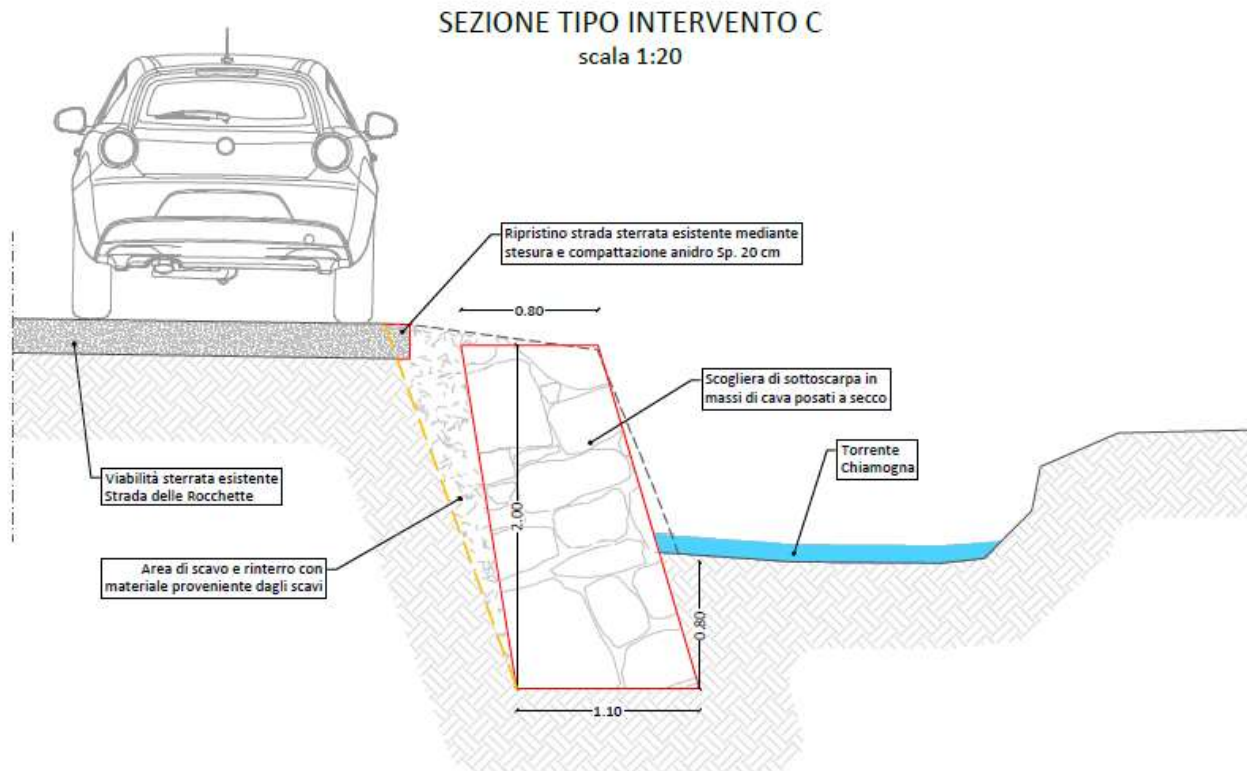 SEZIONE TIPO INTERVENTO C
scala 1:20
Ripristino strada sterrata esistente mediante
stesura e compattazione anidro Sp. 20 cm
0.80
Scogliera di sottoscarpa in
massi di cava posati a secco
Torrente
Chiamogna
Viabilità sterrata esistente
Strada delle Rocchette
2.00
Area di scavo e rinterro con
materiale proveniente dagli scavi
0.80
1.10